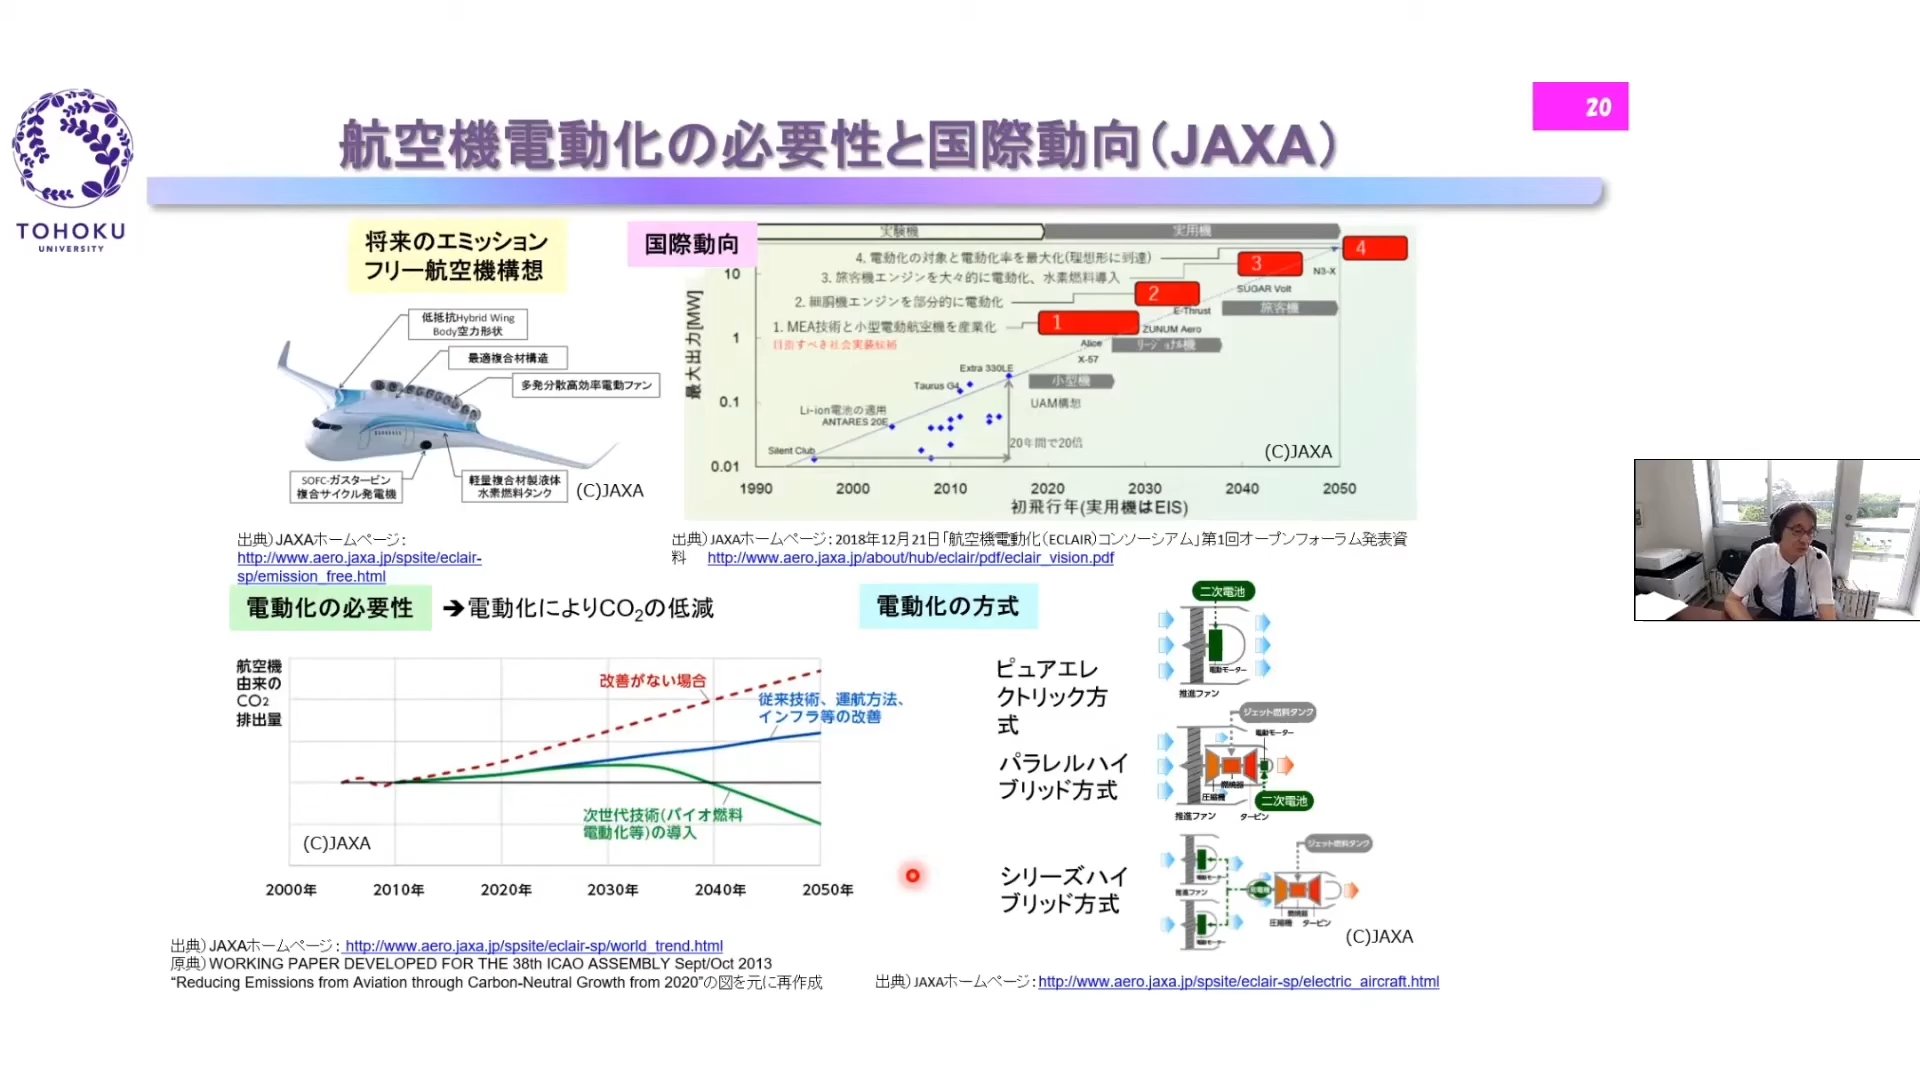 20
航空機電動化の必要性と国際動向（JAXA）
TOHOKU
UNIVERSITY
将来のエミッション
フリー航空機構想
低抵抗Hybrid Wing
Body空力形状
最適複合材構造
多発分散高効率電動ファン
SOFC-ガスタービン
複合サイクル発電機
軽量複合材製液体
水素燃料タンク
(C)JAXA
出典）JAXAホームページ：
http://www.aero.jaxa.jp/spsite/eclair-
sp/emission_free.html
国際動向
実験機
実用機
4. 電動化の対象と電動化率を最大化(理想形に到達)
3. 旅客機エンジンを大々的に電動化、水素燃料導入
2. 細胴機エンジンを部分的に電動化
1. MEA技術と小型電動航空機を産業化
目指すべき社会実装候補
4
3
2
1
N3-X
SUGAR Volt
旅客機
E-Thrust
ZUNUM Aero
リージョナル機
Alice
X-57
Extra 330LE
Taurus G4
小型機
UAM構想
Li-ion電池の適用
ANTARES 20E
Silent Club
20年間で20倍
(C)JAXA
最大出力[MW]
10
1
0.1
0.01
1990 2000 2010 2020 2030 2040 2050
初飛行年(実用機はEIS)
出典）JAXAホームページ：2018年12月21日「航空機電動化（ECLAIR）コンソーシアム」第1回オープンフォーラム発表資
料 http://www.aero.jaxa.jp/about/hub/eclair/pdf/eclair_vision.pdf
電動化の必要性 ➔電動化によりCO2の低減
航空機
由来の
CO2
排出量
改善がない場合
従来技術、運航方法、
インフラ等の改善
次世代技術(バイオ燃料
電動化等)の導入
(C)JAXA
2000年 2010年 2020年 2030年 2040年 2050年
出典）JAXAホームページ：http://www.aero.jaxa.jp/spsite/eclair-sp/world_trend.html
原典）WORKING PAPER DEVELOPED FOR THE 38th ICAO ASSEMBLY Sept/Oct 2013
“Reducing Emissions from Aviation through Carbon-Neutral Growth from 2020”の図を元に再作成
電動化の方式
ピュアエレ
クトリック方
式
二次電池
電動モーター
推進ファン
パラレルハイ
ブリッド方式
ジェット燃料タンク
電動モーター
燃焼器
圧縮機
二次電池
推進ファン
タービン
シリーズハイ
ブリッド方式
ジェット燃料タンク
電動モーター
推進ファン
発電機
燃焼器
圧縮機 タービン
電動モーター
(C)JAXA
出典）JAXAホームページ：http://www.aero.jaxa.jp/spsite/eclair-sp/electric_aircraft.html